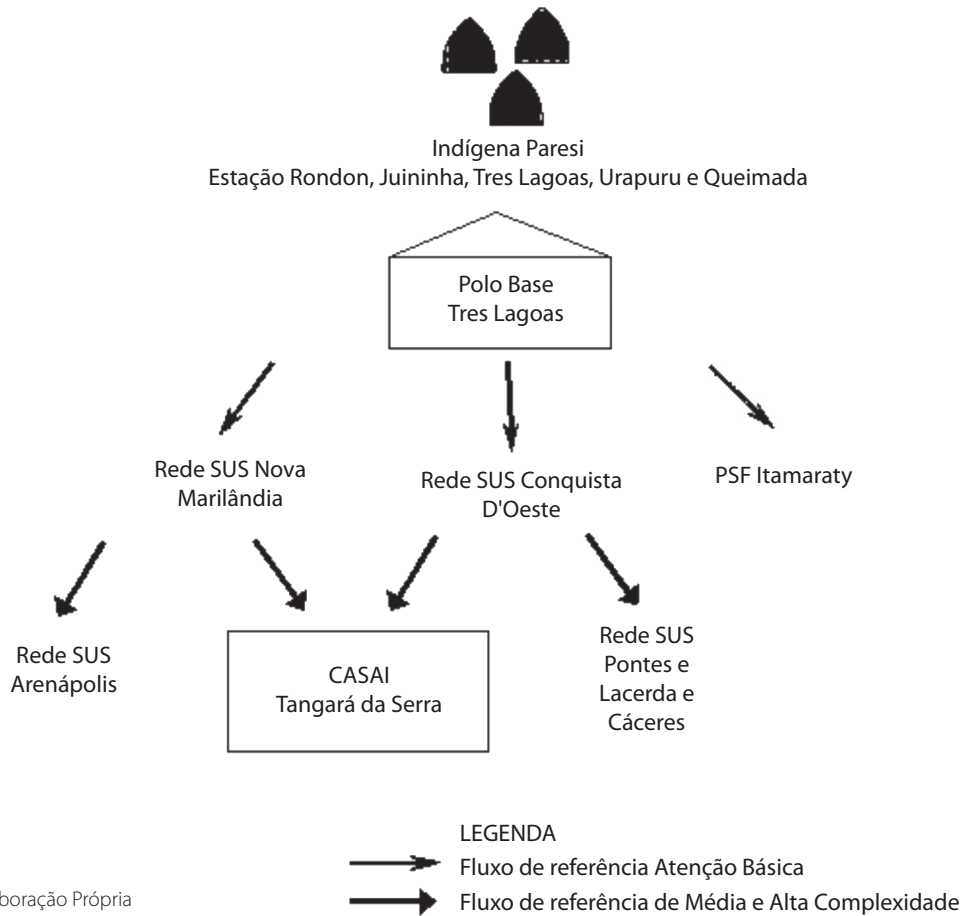 Indígena Paresi
Estação Rondon, Juininha, Tres Lagoas, Urapuru e Queimada
Polo Base
Tres Lagoas
Rede SUS Nova
Marilândia
Rede SUS Conquista
D'Oeste
PSF Itamaraty
Rede SUS
Arenápolis
CASAI
Tangará da Serra
Rede SUS
Pontes e
Lacerda e
Cáceres
LEGENDA
Fluxo de referência Atenção Básica
Fluxo de referência de Média e Alta Complexidade
boração Própria